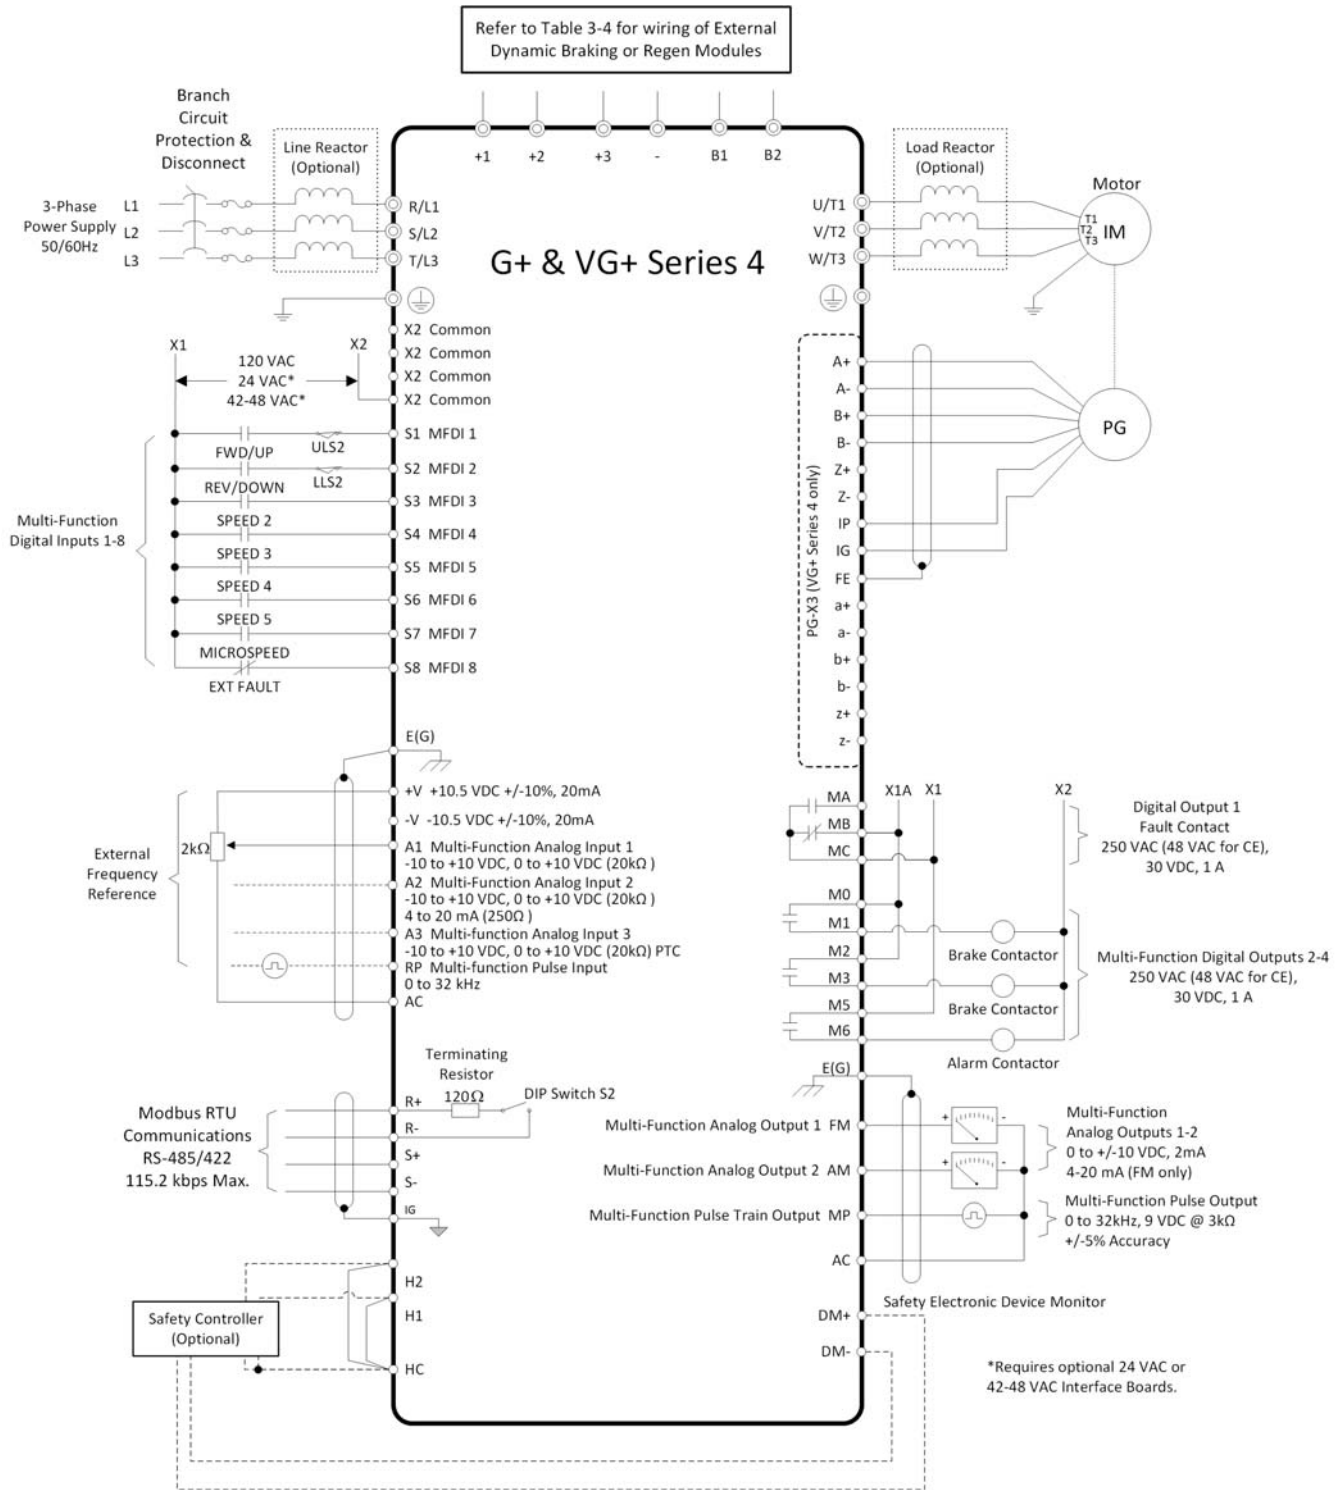 Refer to Table 3-4 for wiring of External
Dynamic Braking or Regen Modules
Branch
Circuit
Protection &
Disconnect
Line Reactor
(Optional)
+1
+2
+3
-
B1
B2
Load Reactor
(Optional)
Motor
3-Phase
Power Supply
50/60Hz
L1
L2
L3
R/L1
S/L2
T/L3
G+ & VG+ Series 4
U/T1
V/T2
W/T3
T1
T2
T3
IM
X2 Common
X2 Common
X2 Common
X2 Common
X1
X2
120 VAC
24 VAC*
42-48 VAC*
Multi-Function
Digital Inputs 1-8
S1 MFDI 1
FWD/UP
ULS2
S2 MFDI 2
REV/DOWN
LLS2
S3 MFDI 3
SPEED 2
S4 MFDI 4
SPEED 3
S5 MFDI 5
SPEED 4
S6 MFDI 6
SPEED 5
S7 MFDI 7
MICROSPEED
S8 MFDI 8
EXT FAULT
PG-X3 (VG+ Series 4 only)
A+
A-
B+
B-
Z+
Z-
IP
IG
FE
a+
a-
b+
b-
z+
z-
PG
E(G)
+V +10.5 VDC +/-10%, 20mA
-V -10.5 VDC +/-10%, 20mA
2kΩ
A1 Multi-Function Analog Input 1
-10 to +10 VDC, 0 to +10 VDC (20kΩ )
External
Frequency
Reference
A2 Multi-Function Analog Input 2
-10 to +10 VDC, 0 to +10 VDC (20kΩ )
4 to 20 mA (250Ω )
A3 Multi-function Analog Input 3
-10 to +10 VDC, 0 to +10 VDC (20kΩ) PTC
RP Multi-function Pulse Input
0 to 32 kHz
AC
MA
MB
MC
X1A
X1
X2
Digital Output 1
Fault Contact
250 VAC (48 VAC for CE),
30 VDC, 1 A
M0
M1
M2
M3
M5
M6
Brake Contactor
Brake Contactor
Alarm Contactor
Multi-Function Digital Outputs 2-4
250 VAC (48 VAC for CE),
30 VDC, 1 A
Terminating
Resistor
120Ω
DIP Switch S2
Modbus RTU
Communications
RS-485/422
115.2 kbps Max.
R+
R-
S+
S-
IG
E(G)
Multi-Function Analog Output 1 FM
Multi-Function Analog Output 2 AM
Multi-Function Pulse Train Output MP
AC
+
-
+
-
Multi-Function
Analog Outputs 1-2
0 to +/-10 VDC, 2mA
4-20 mA (FM only)
Multi-Function Pulse Output
0 to 32kHz, 9 VDC @ 3kΩ
+/-5% Accuracy
H2
H1
HC
Safety Controller
(Optional)
Safety Electronic Device Monitor
DM+
DM-
*Requires optional 24 VAC or
42-48 VAC Interface Boards.